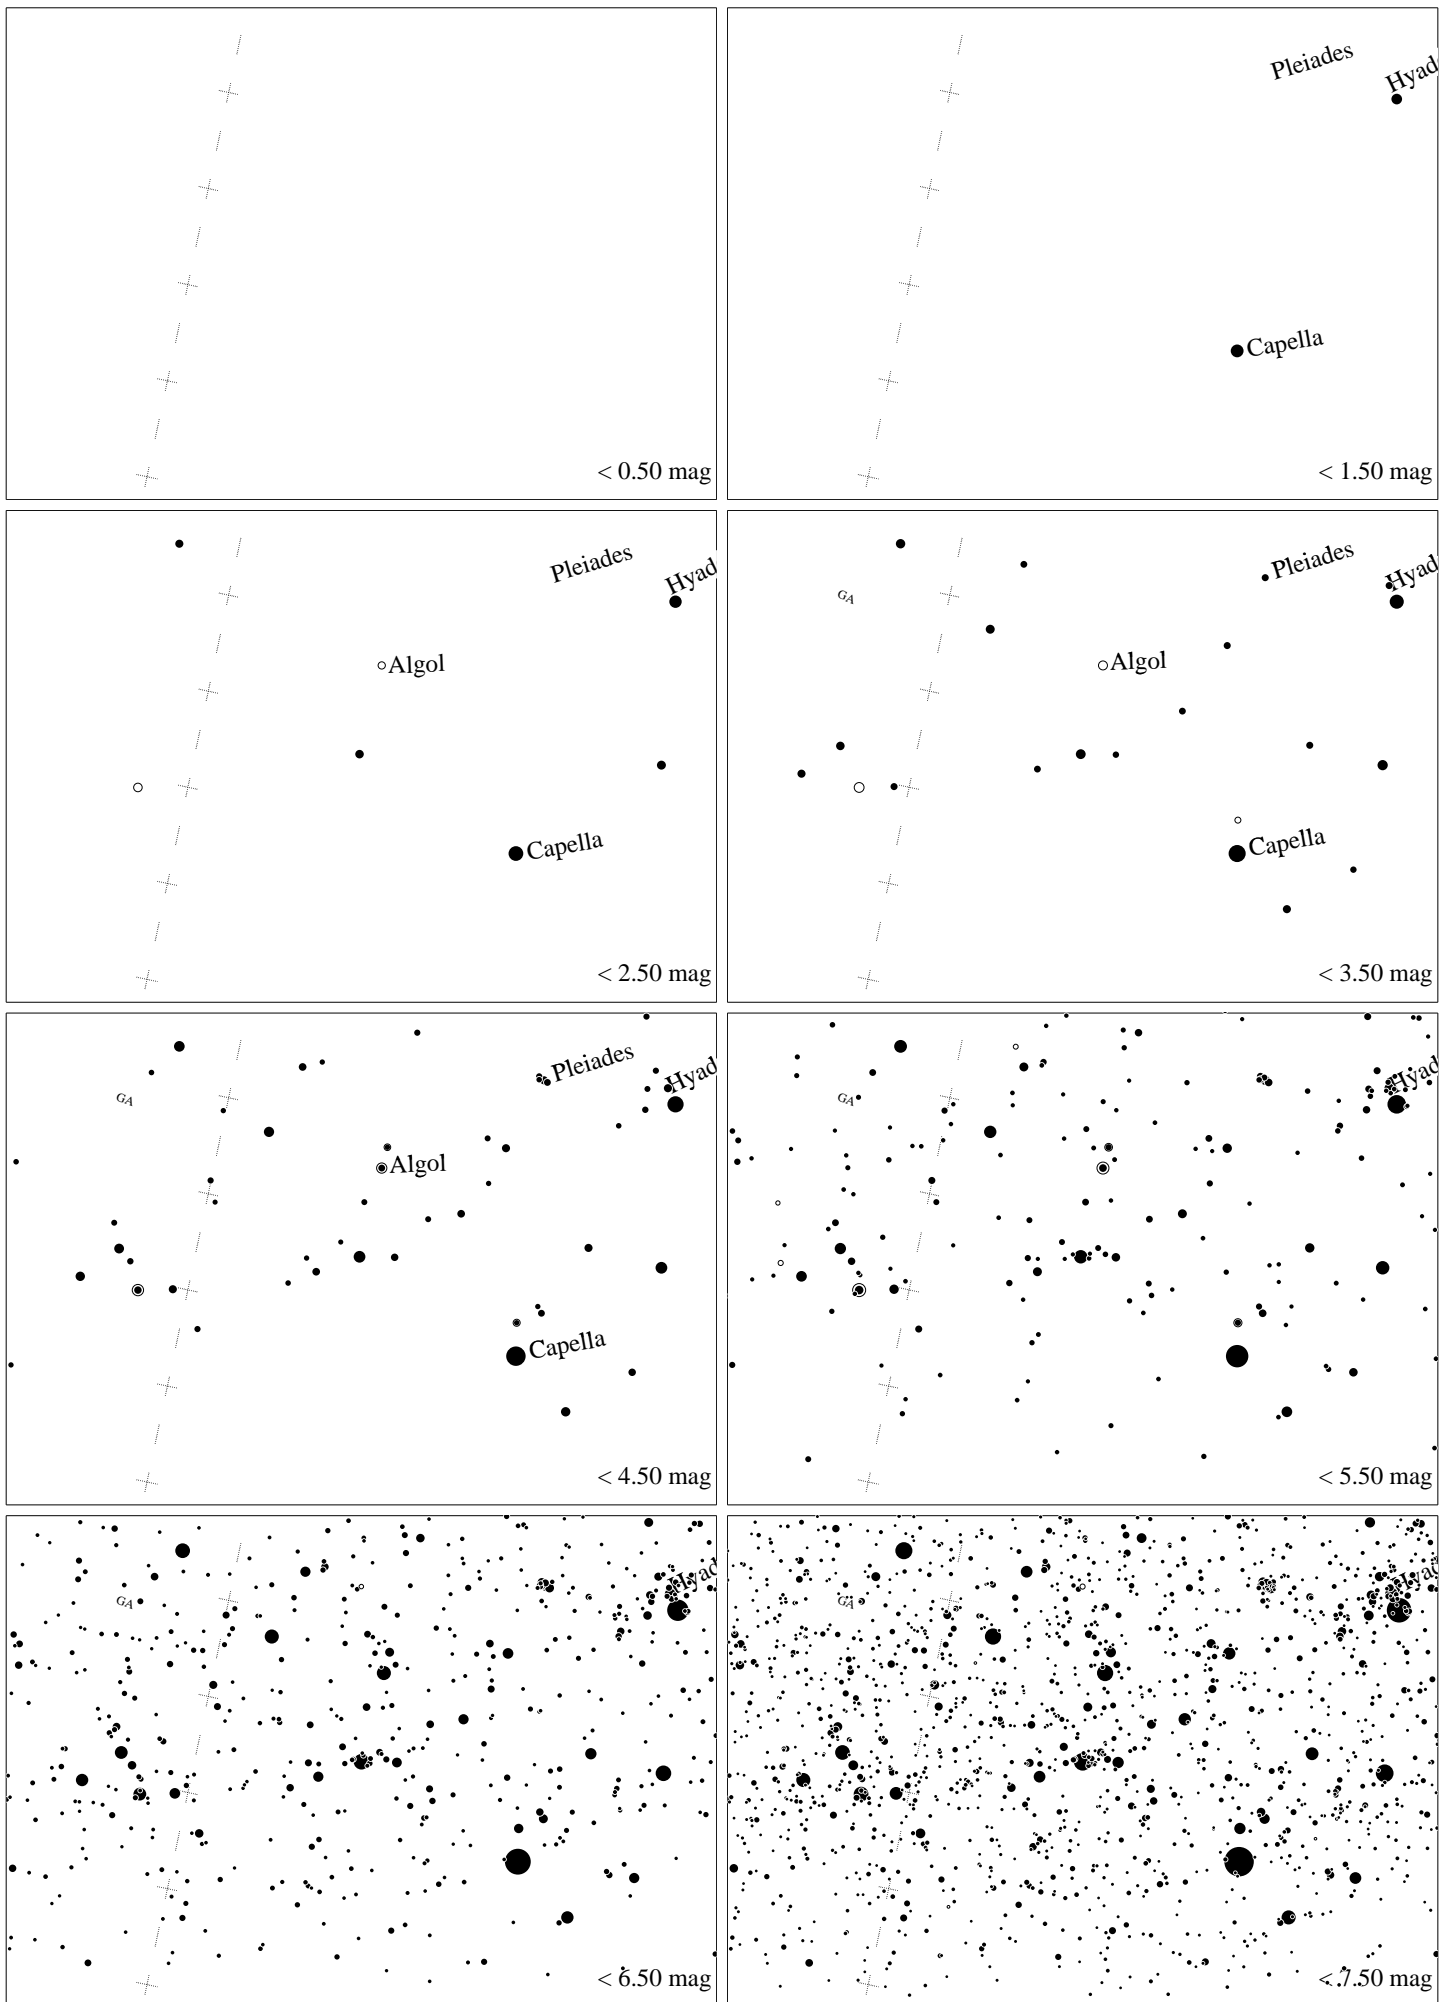 < 0.50 mag
Pleiades
Hyad
Capella
< 1.50 mag
Pleiades
Hyad
Algol
Capella
< 2.50 mag
Pleiades
Hyad
GA
Algol
Capella
< 3.50 mag
Pleiades
Hyad
GA
Algol
Capella
< 4.50 mag
Hyad
GA
< 5.50 mag
Hyad
GA
< 6.50 mag
Hyad
GA
< 7.50 mag